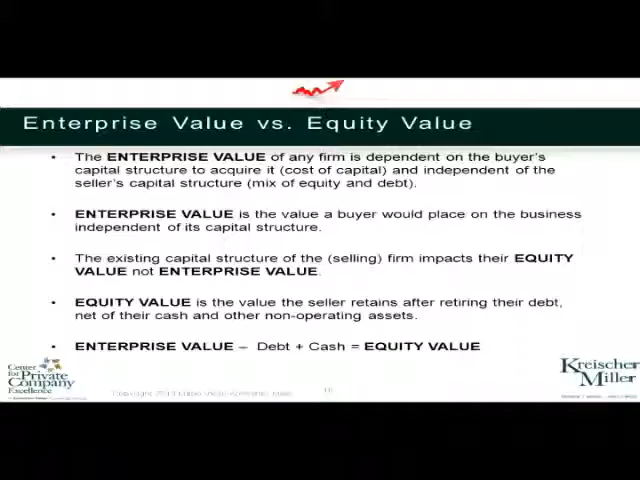 Enterprise Value vs. Equity Value
• The ENTERPRISE VALUE of any firm is dependent on the buyer's
capital structure to acquire it (cost of capital) and independent of the
seller's capital structure (mix of equity and debt).
• ENTERPRISE VALUE is the value a buyer would place on the business
independent of its capital structure.
• The existing capital structure of the (selling) firm impacts their EQUITY
VALUE not ENTERPRISE VALUE.
• EQUITY VALUE is the value the seller retains after retiring their debt,
net of their cash and other non-operating assets.
• ENTERPRISE VALUE – Debt + Cash = EQUITY VALUE
Center
for Private
Company
Excellence
Copyright
Kreischer
Miller